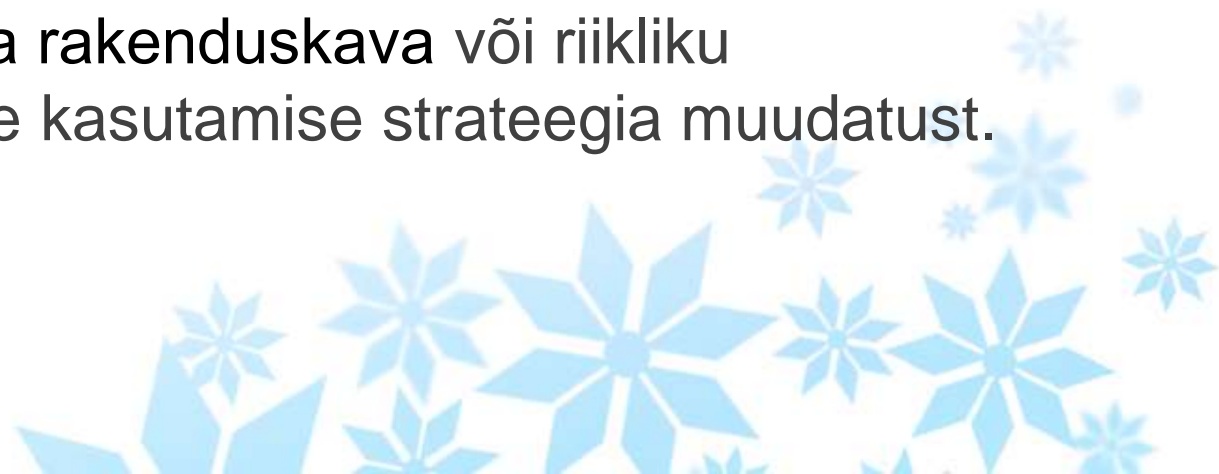 a rakenduskava või riikliku
e kasutamise strateegia muudatust.